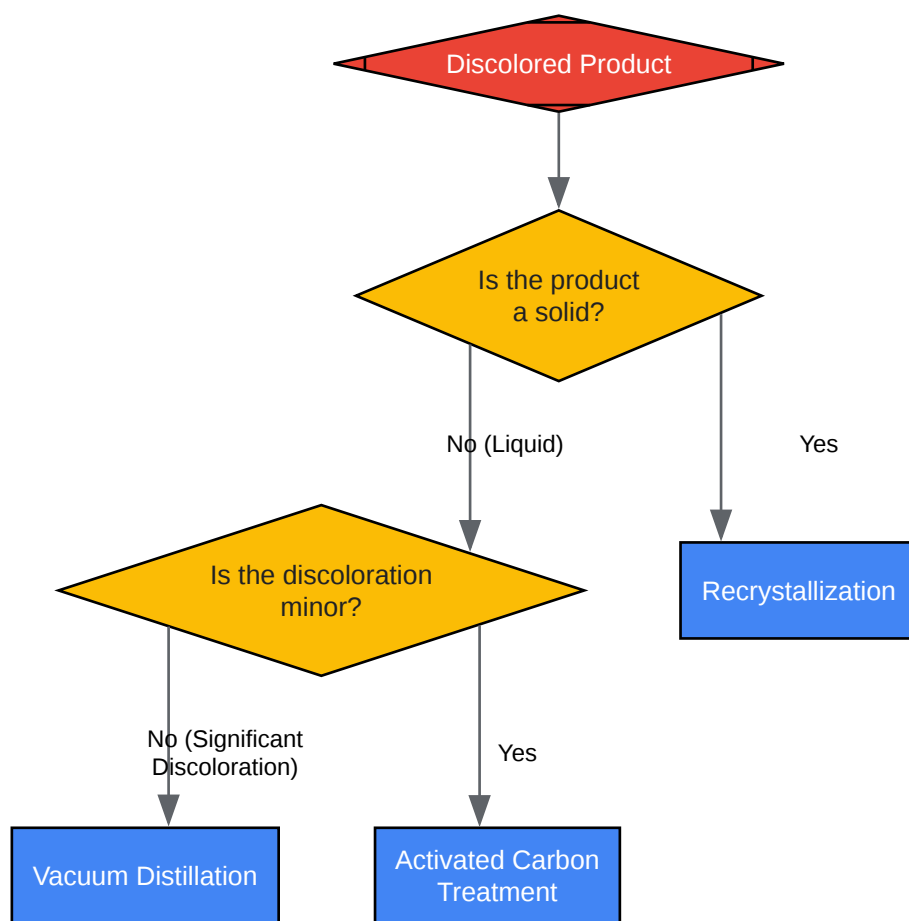 Discolored Product
Is the product
a solid?
No (Liquid)
Yes
Is the discoloration
minor?
Recrystallization
No (Significant
Discoloration)
Yes
Vacuum Distillation
Activated Carbon
Treatment